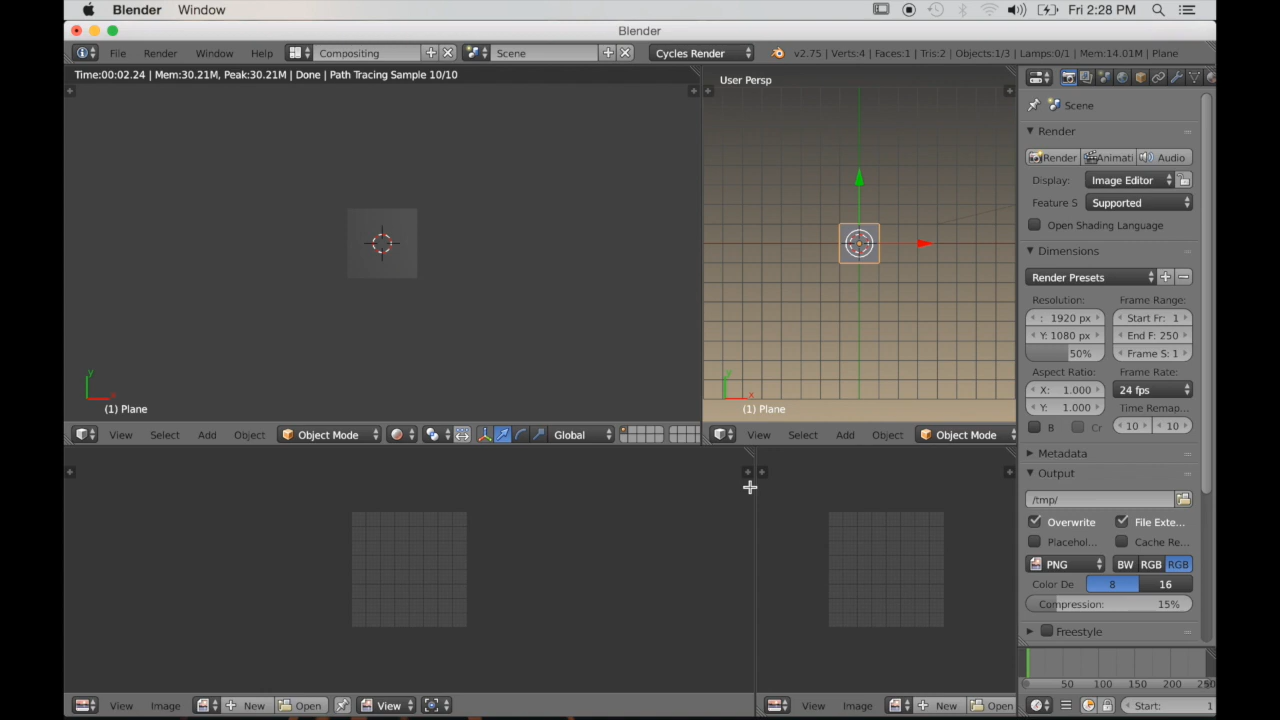 Blender Window Fri 2:28 PM
Blender
File Render Window Help Compositing Scene Cycles Render v2.75 | Verts:4 | Faces:1 | Tris:2 | Objects:1/3 | Lamps:0/1 | Mem:14.01M | Plane
Time:00:02.24 | Mem:30.21M, Peak:30.21M | Done | Path Tracing Sample 10/10
User Persp
Scene
Render
Render Animati Audio
Display: Image Editor
Feature S Supported
Open Shading Language
Dimensions
Render Presets
Resolution: Frame Range:
: 1920 px Start Fr: 1
Y: 1080 px End F: 250
50% Frame S: 1
Aspect Ratio: Frame Rate:
X: 1.000 24 fps
Y: 1.000 Time Remap...
B Cr 10 10
y x (1) Plane
y x (1) Plane
View Select Add Object Object Mode Global
View Select Add Object Object Mode
Metadata
Output
/tmp/
Overwrite File Exte...
Placehol... Cache Re...
PNG BW RGB RGB
Color De 8 16
Compression: 15%
Freestyle
50 100 150 200 250
View Image New Open View
View Image New Open
Start: 1